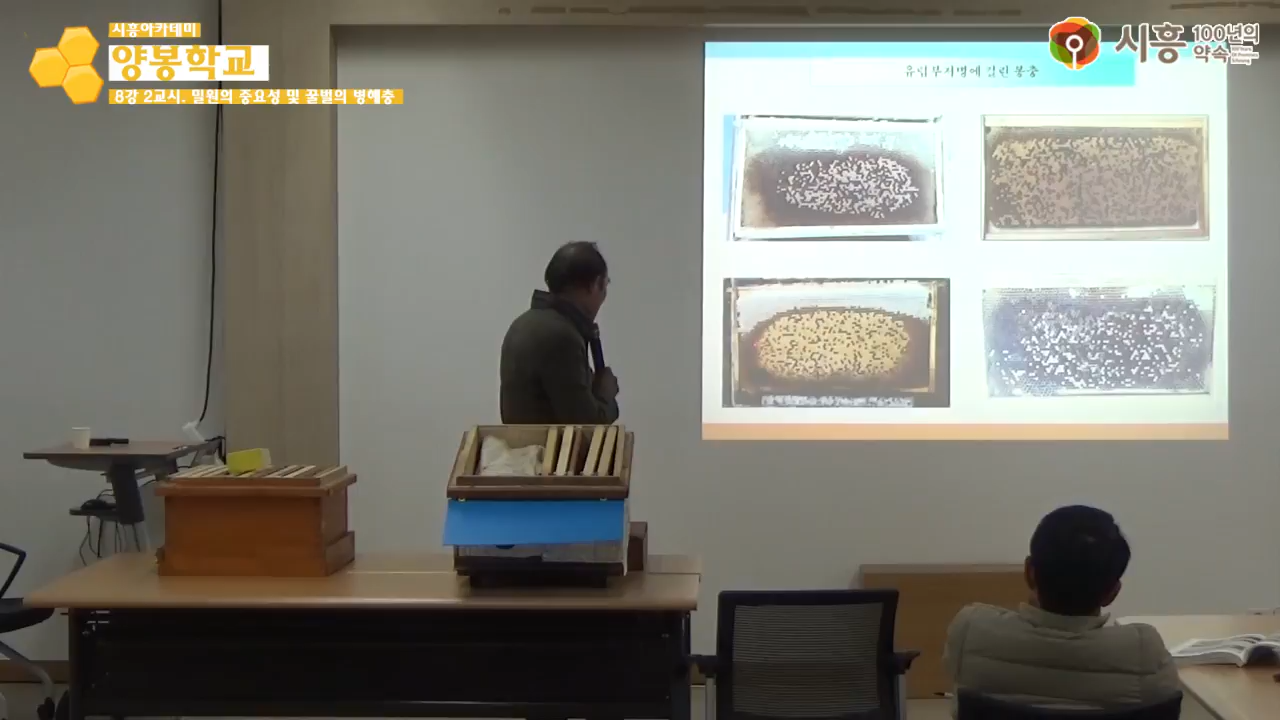 시흥아카데미
양봉학교
8강 2교시. 밀원의 중요성 및 꿀벌의 병해충
시흥 100년의
약속
유럽부저병에 걸린 봉충